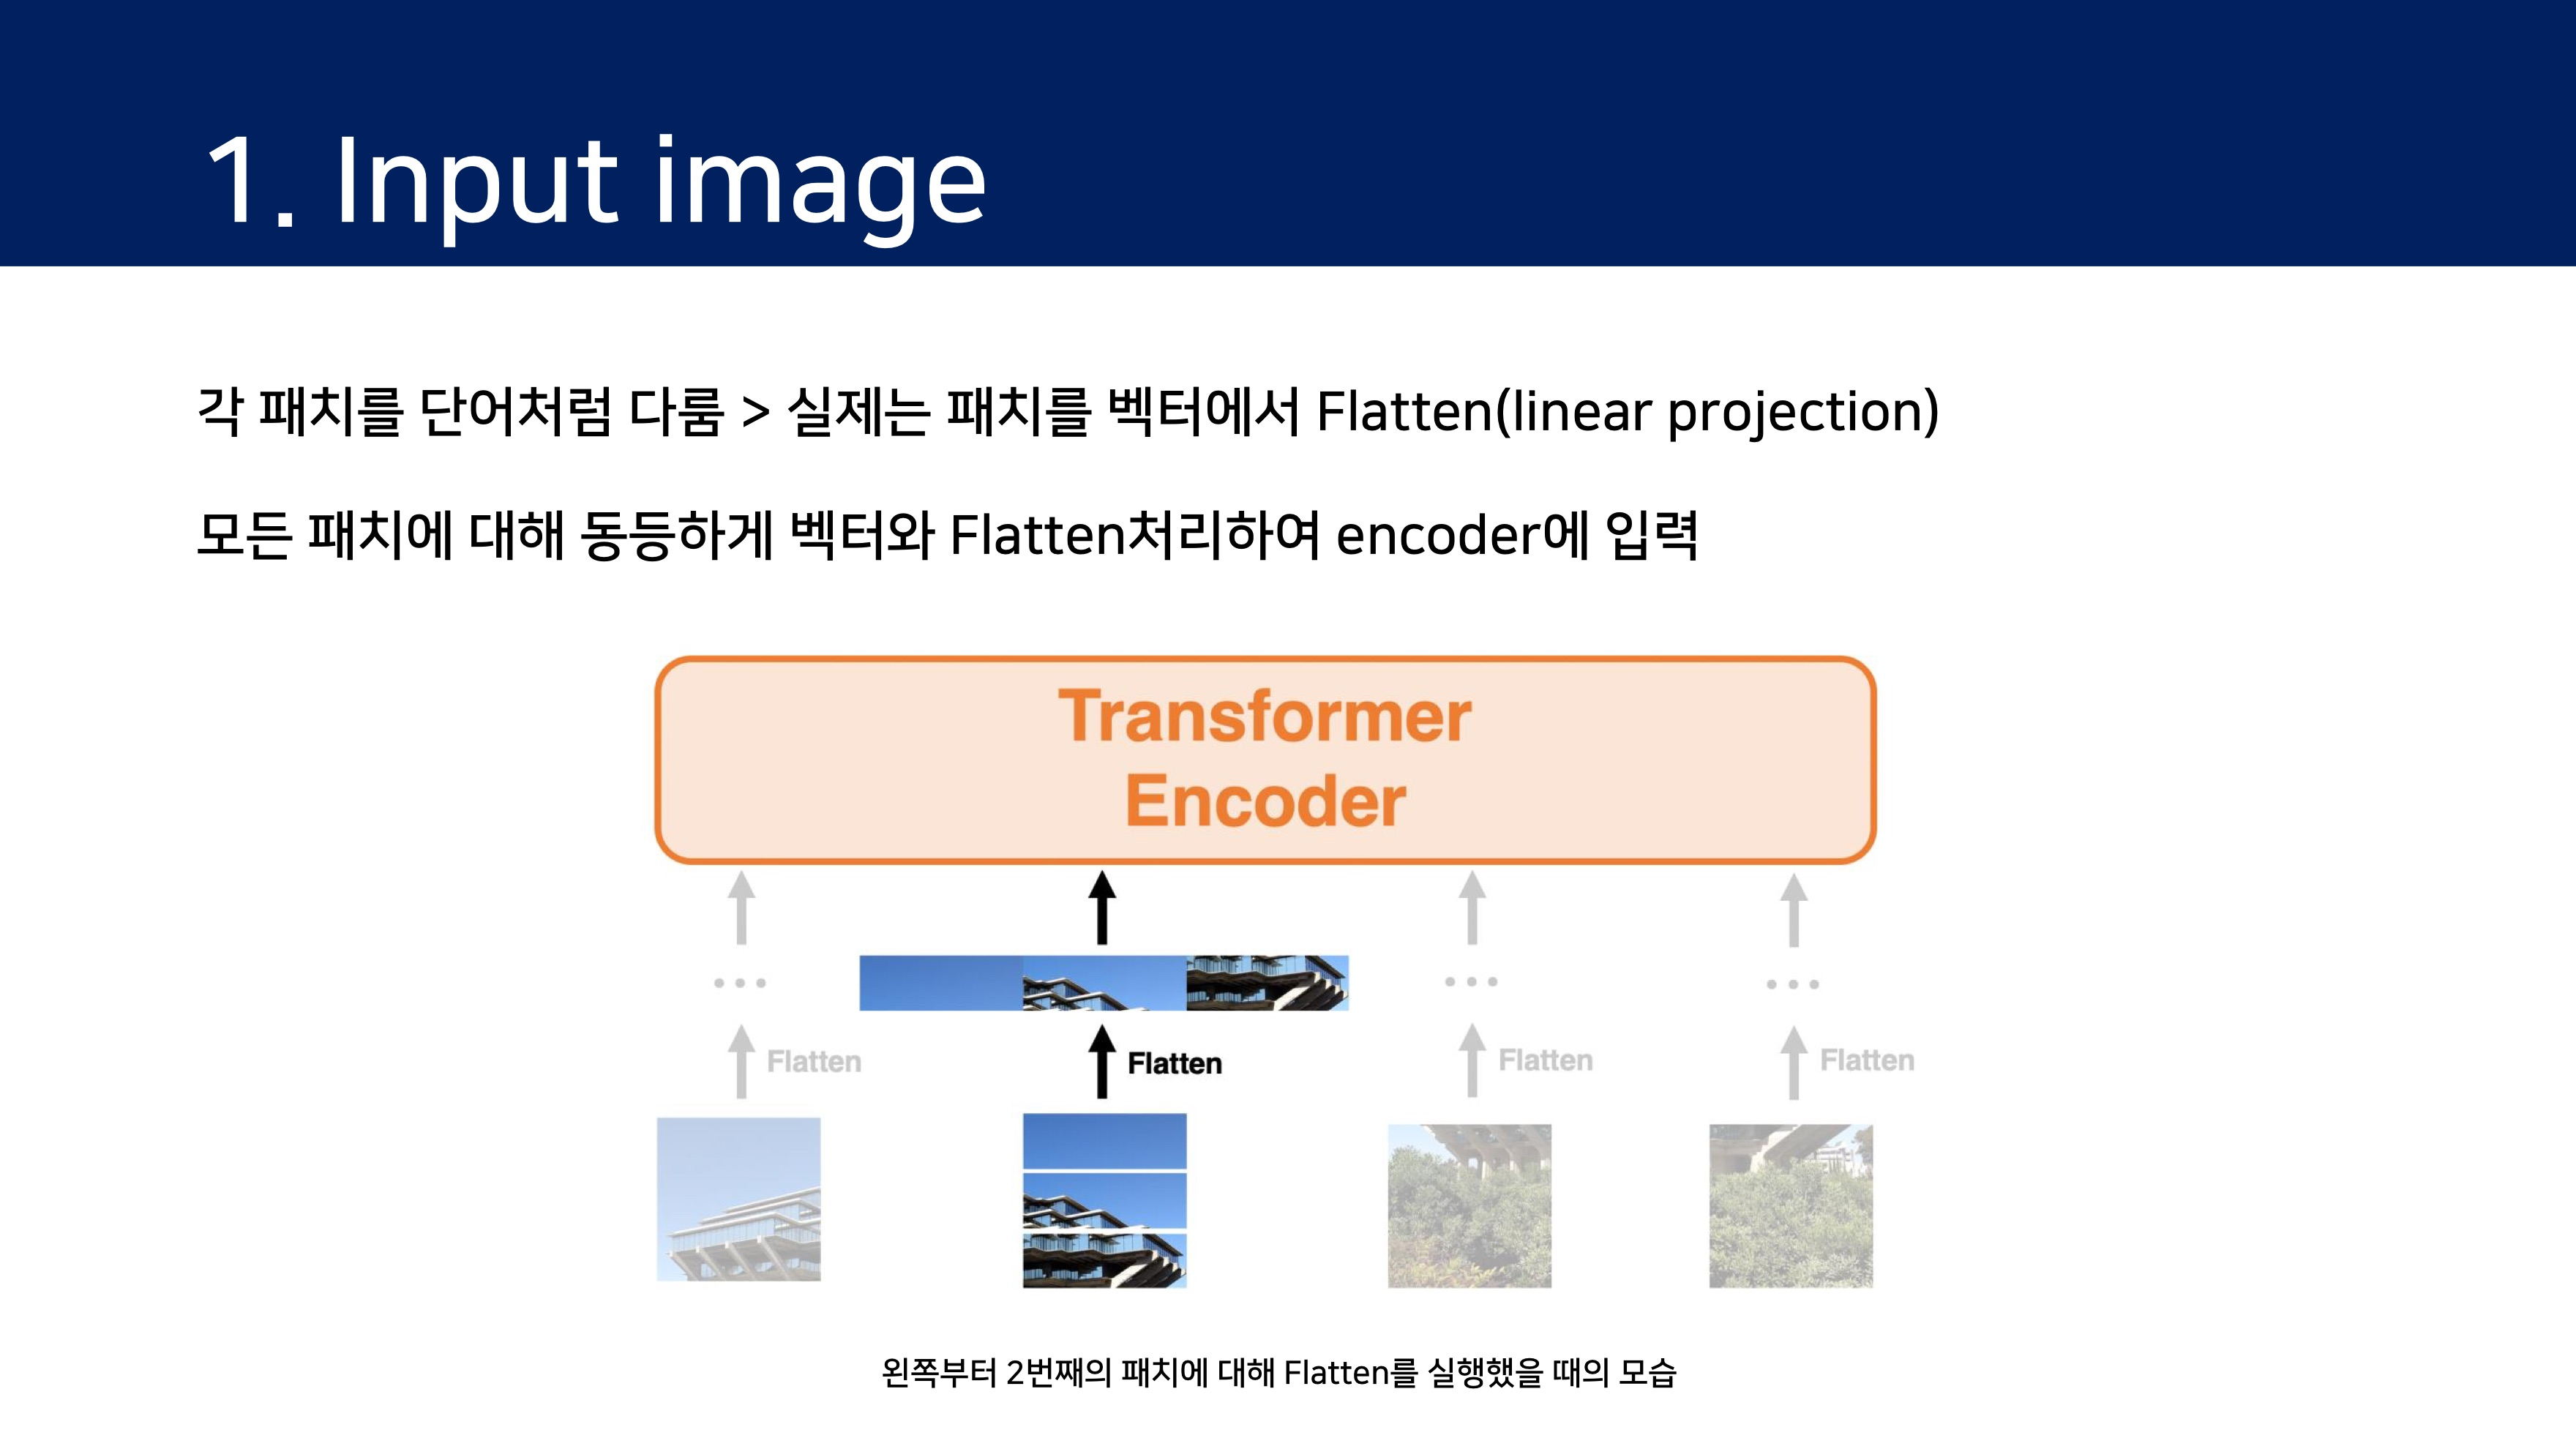 1. Input image
각 패치를 단어처럼 다룸 > 실제는 패치를 벡터에서 Flatten(linear projection)
모든 패치에 대해 동등하게 벡터와 Flatten처리하여 encoder에 입력
Transformer
Encoder
...
...
...
Flatten
Flatten
Flatten
Flatten
왼쪽부터 2번째의 패치에 대해 Flatten를 실행했을 때의 모습